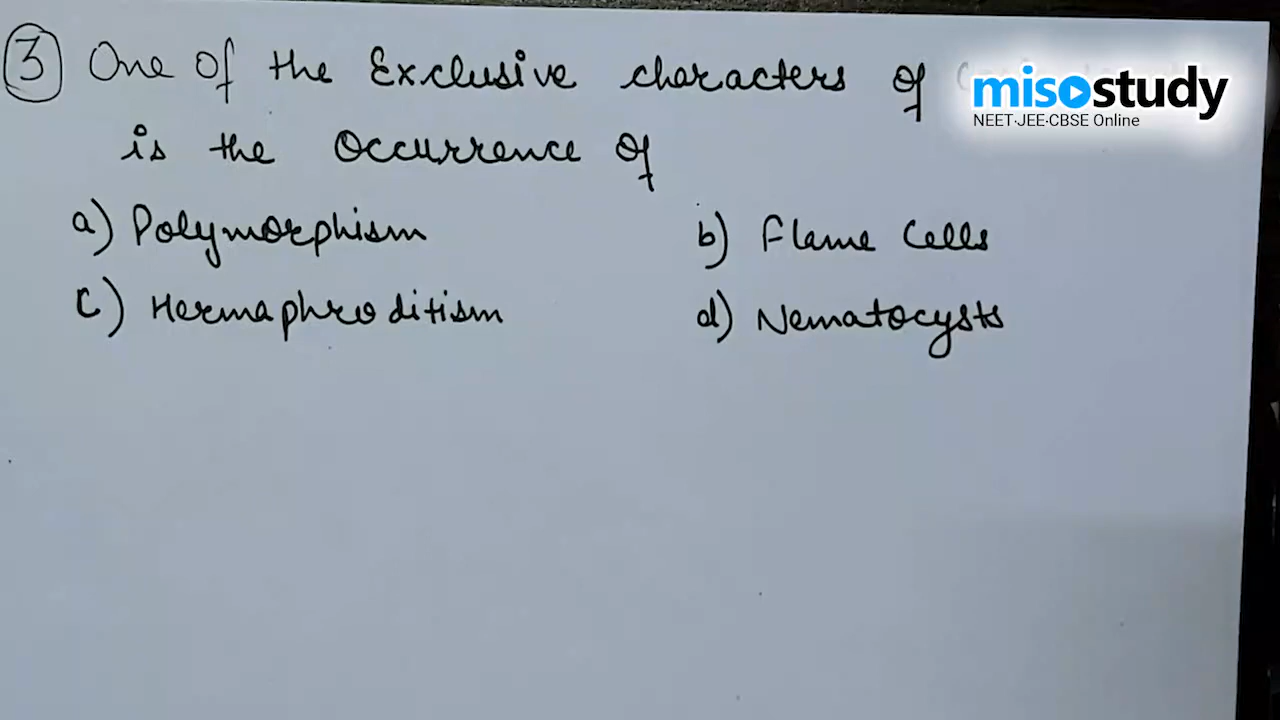 3 One of the Exclusive characters of
is the Occurrence of
a) Polymorphism b) Flame Cells
c) Hermaphroditism d) Nematocysts
misostudy
NEET·JEE·CBSE Online